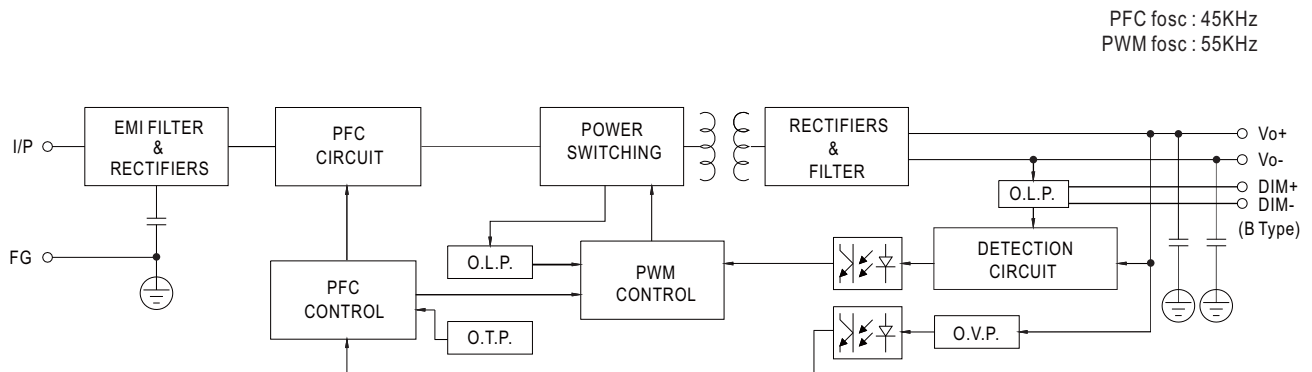 PFC fosc : 45KHz
PWM fosc : 55KHz
I/P
EMI FILTER
&
RECTIFIERS
PFC
CIRCUIT
POWER
SWITCHING
RECTIFIERS
&
FILTER
Vo+
Vo-
DIM+
DIM-
(B Type)
O.L.P.
FG
O.L.P.
PFC
CONTROL
O.T.P.
PWM
CONTROL
DETECTION
CIRCUIT
O.V.P.